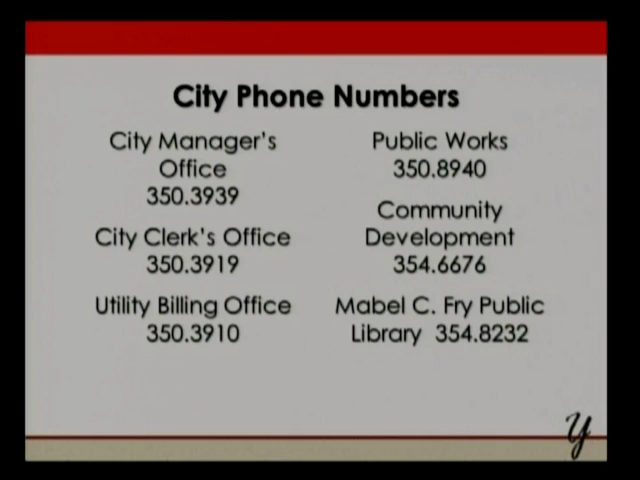 City Phone Numbers
City Manager's
Office
350.3939
City Clerk's Office
350.3919
Utility Billing Office
350.3910
Public Works
350.8940
Community
Development
354.6676
Mabel C. Fry Public
Library 354.8232
y